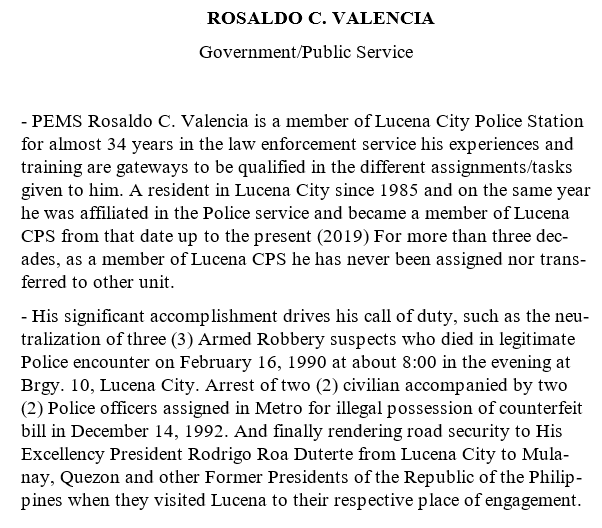 ROSALDO C. VALENCIA
Government/Public Service
- PEMS Rosaldo C. Valencia is a member of Lucena City Police Station
for almost 34 years in the law enforcement service his experiences and
training are gateways to be qualified in the different assignments/tasks
given to him. A resident in Lucena City since 1985 and on the same year
he was affiliated in the Police service and became a member of Lucena
CPS from that date up to the present (2019) For more than three dec-
ades, as a member of Lucena CPS he has never been assigned nor trans-
ferred to other unit.
- His significant accomplishment drives his call of duty, such as the neu-
tralization of three (3) Armed Robbery suspects who died in legitimate
Police encounter on February 16, 1990 at about 8:00 in the evening at
Brgy. 10, Lucena City. Arrest of two (2) civilian accompanied by two
(2) Police officers assigned in Metro for illegal possession of counterfeit
bill in December 14, 1992. And finally rendering road security to His
Excellency President Rodrigo Roa Duterte from Lucena City to Mula-
nay, Quezon and other Former Presidents of the Republic of the Philip-
pines when they visited Lucena to their respective place of engagement.